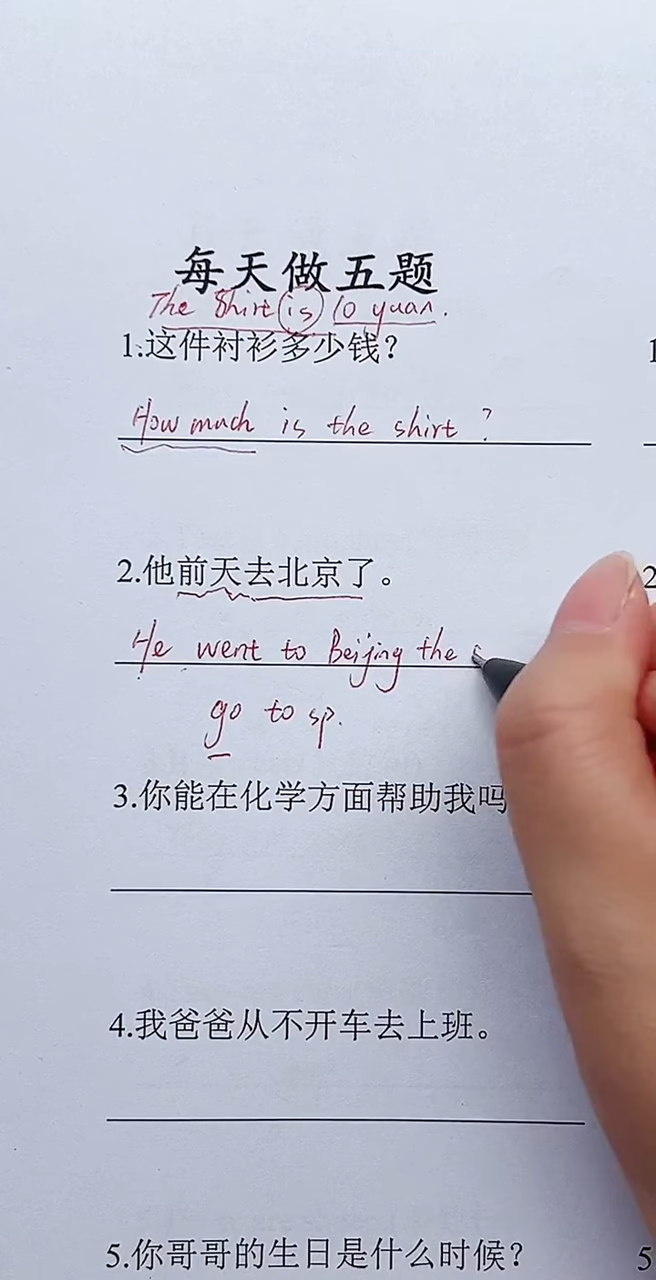 每天做五题
The Shirt is 10 yuan.
1.这件衬衫多少钱?
How much is the shirt ?
2.他前天去北京了。
He went to Beijing the
go to sp.
3.你能在化学方面帮助我吗
4.我爸爸从不开车去上班。
5.你哥哥的生日是什么时候?
1
2
5